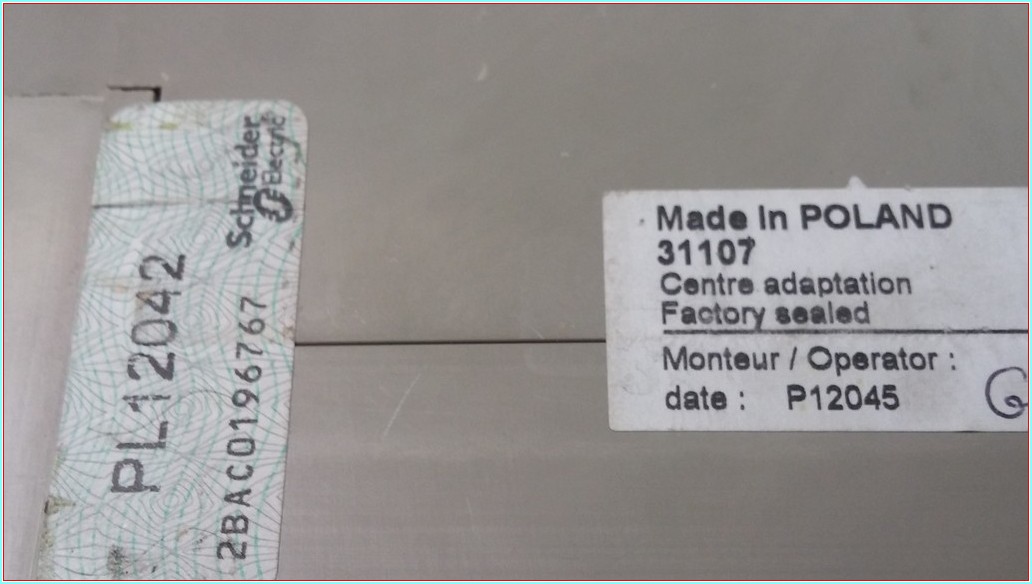 Schneider
Electric
PL12042
2BAC0196767
Made In POLAND
31107
Centre adaptation
Factory sealed
Monteur / Operator :
date : P12045